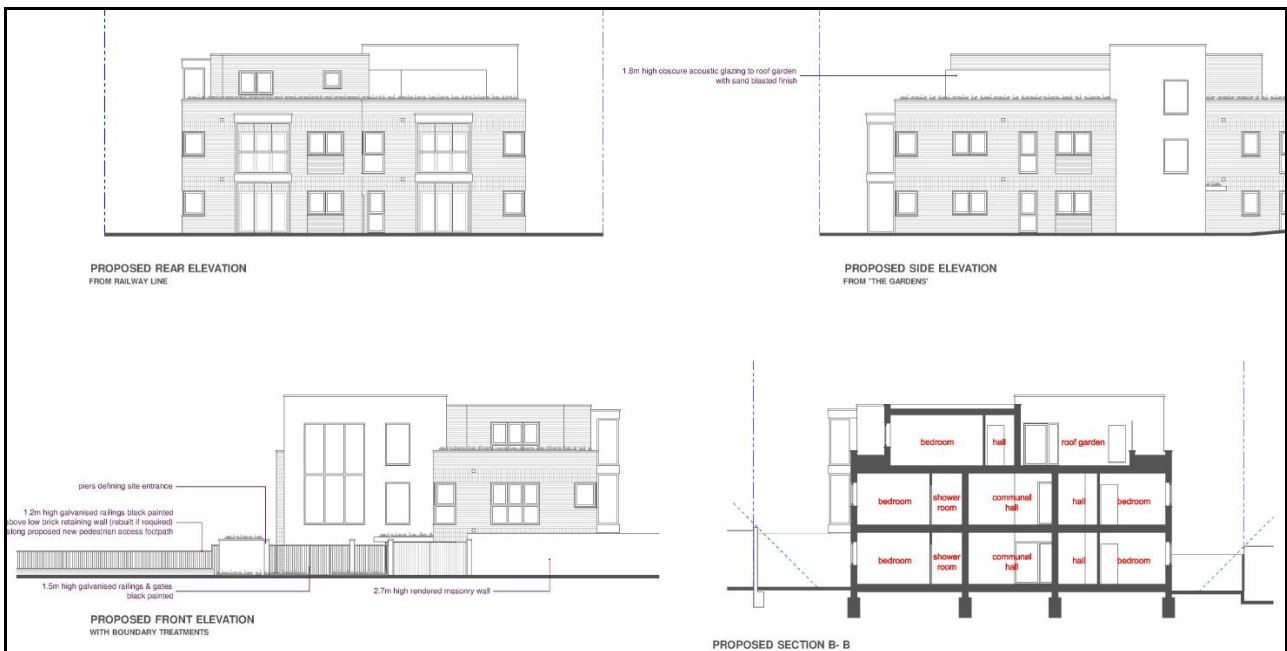 1.8m high obscure acoustic glazing to roof garden
with sand blasted finish
PROPOSED REAR ELEVATION
FROM RAILWAY LINE
PROPOSED SIDE ELEVATION
FROM 'THE GARDENS'
piers defining site entrance
1.2m high galvanised railings black painted
above low brick retaining wall (rebuilt if required)
along proposed new pedestrian access footpath
1.5m high galvanised railings & gates
black painted
2.7m high rendered masonry wall
PROPOSED FRONT ELEVATION
WITH BOUNDARY TREATMENTS
bedroom hall roof garden
bedroom shower room communal hall hall bedroom
bedroom shower room communal hall hall bedroom
PROPOSED SECTION B- B